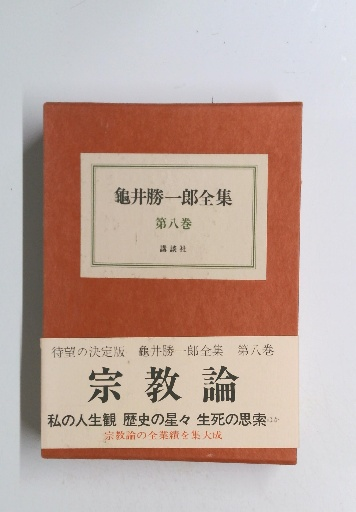 龜井勝一郎全集
第八巻
講談社
待望の決定版 龜井勝一郎全集 第八巻
宗教論
私の人生観 歴史の星々 生死の思索ほか
宗教論の全業績を集大成